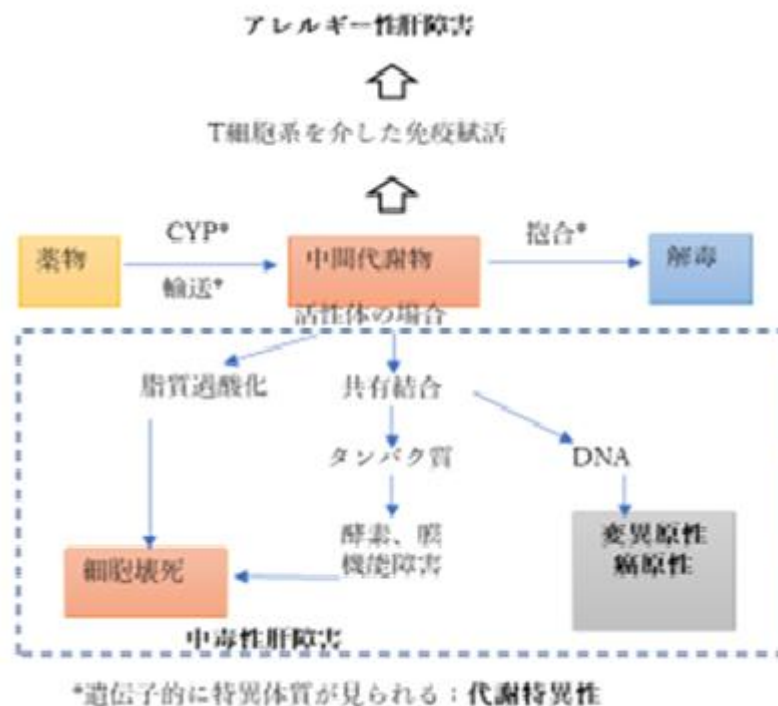 アレルギー性肝障害
T細胞系を介した免疫賦活
薬物
CYP*
輸送*
中間代謝物
抱合*
解毒
活性体の場合
脂質過酸化
共有結合
タンパク質
DNA
酵素、膜
機能障害
変異原性
癌原性
細胞壊死
中毒性肝障害
*遺伝子的に特異体質が見られる：代謝特異性